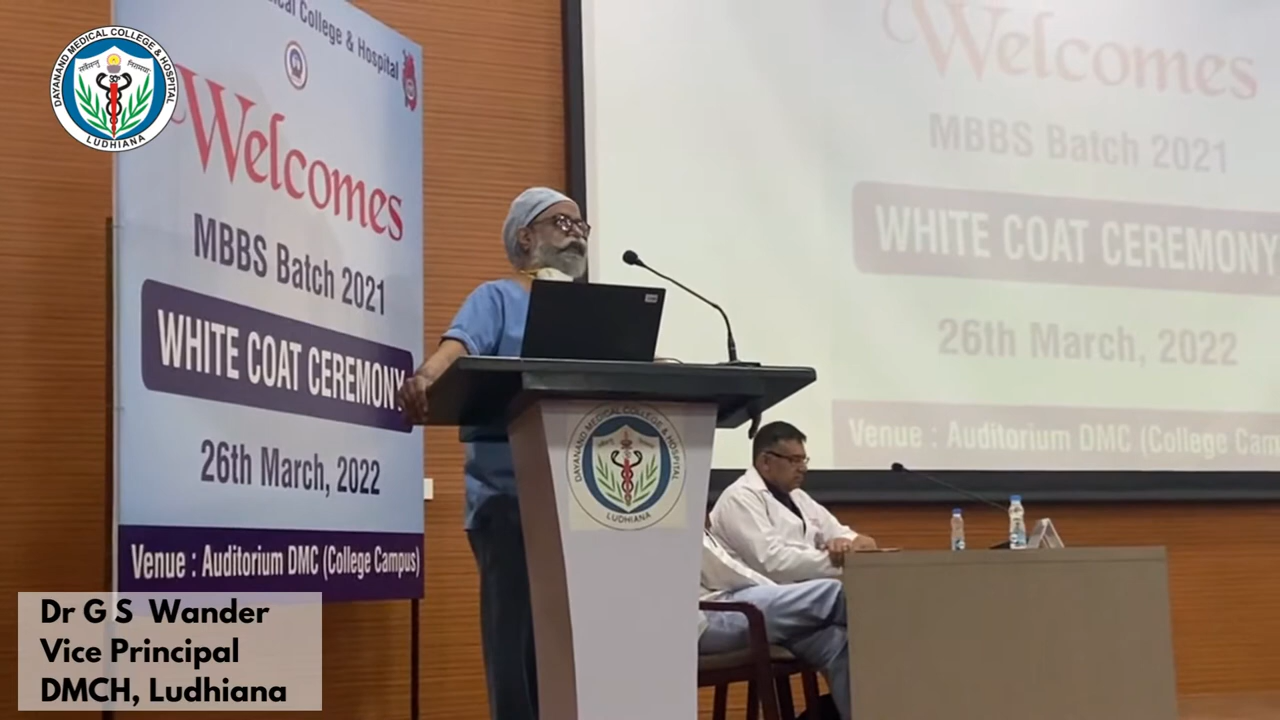 DAYANAND MEDICAL COLLEGE & HOSPITAL
LUDHIANA
ical College & Hospital
Welcomes
MBBS Batch 2021
WHITE COAT CEREMONY
26th March, 2022
Venue : Auditorium DMC (College Campus)
Welcomes
MBBS Batch 2021
WHITE COAT CEREMONY
26th March, 2022
Venue : Auditorium DMC (College Cam
DAYANAND MEDICAL COLLEGE & HOSPITAL
LUDHIANA
Dr G S Wander
Vice Principal
DMCH, Ludhiana